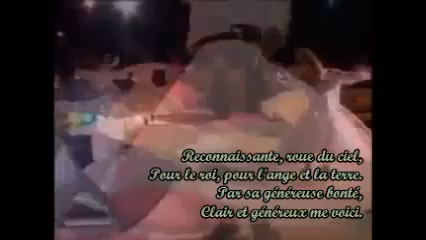 Reconnaissante, roue du ciel,
Pour le roi, pour l'ange et la terre.
Par sa généreuse bonté,
Clair et généreux me voici.